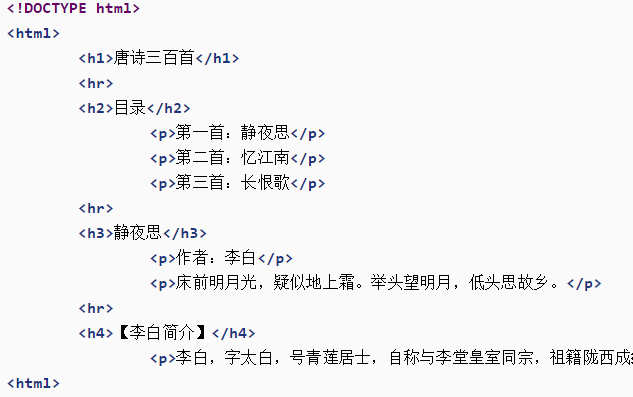 <!DOCTYPE html>
<html>
<h1>唐诗三百首</h1>
<hr>
<h2>目录</h2>
<p>第一首：静夜思</p>
<p>第二首：忆江南</p>
<p>第三首：长恨歌</p>
<hr>
<h3>静夜思</h3>
<p>作者：李白</p>
<p>床前明月光，疑似地上霜。举头望明月，低头思故乡。</p>
<hr>
<h4>【李白简介】</h4>
<p>李白，字太白，号青莲居士，自称与李堂皇室同宗，祖籍陇西成
<html>